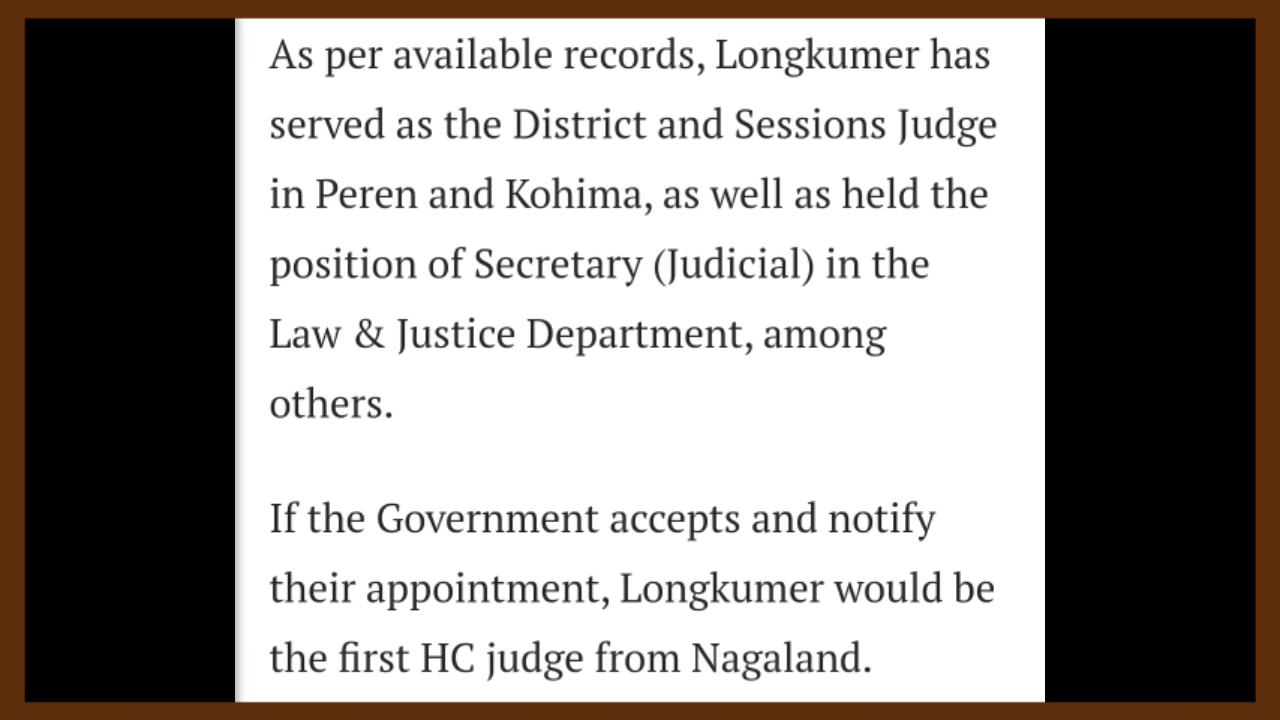 As per available records, Longkumer has
served as the District and Sessions Judge
in Peren and Kohima, as well as held the
position of Secretary (Judicial) in the
Law & Justice Department, among
others.
If the Government accepts and notify
their appointment, Longkumer would be
the first HC judge from Nagaland.